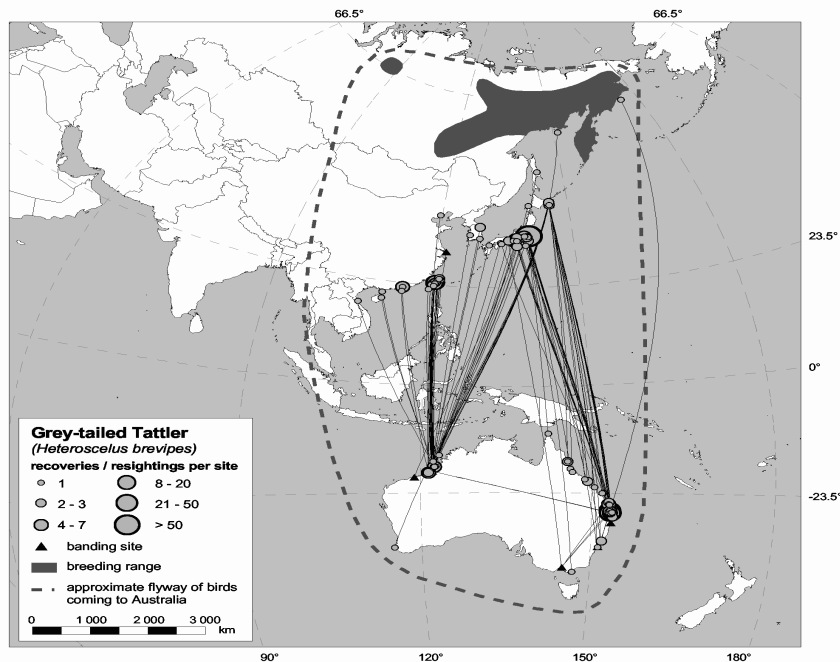 66.5°
66.5°
23.5°
0°
-23.5°
Grey-tailed Tattler
(Heteroscelus brevipes)
recoveries / resightings per site
1
8 - 20
2 - 3
21 - 50
4 - 7
> 50
banding site
breeding range
approximate flyway of birds
coming to Australia
0 1 000 2 000 3 000
km
90°
120°
150°
180°